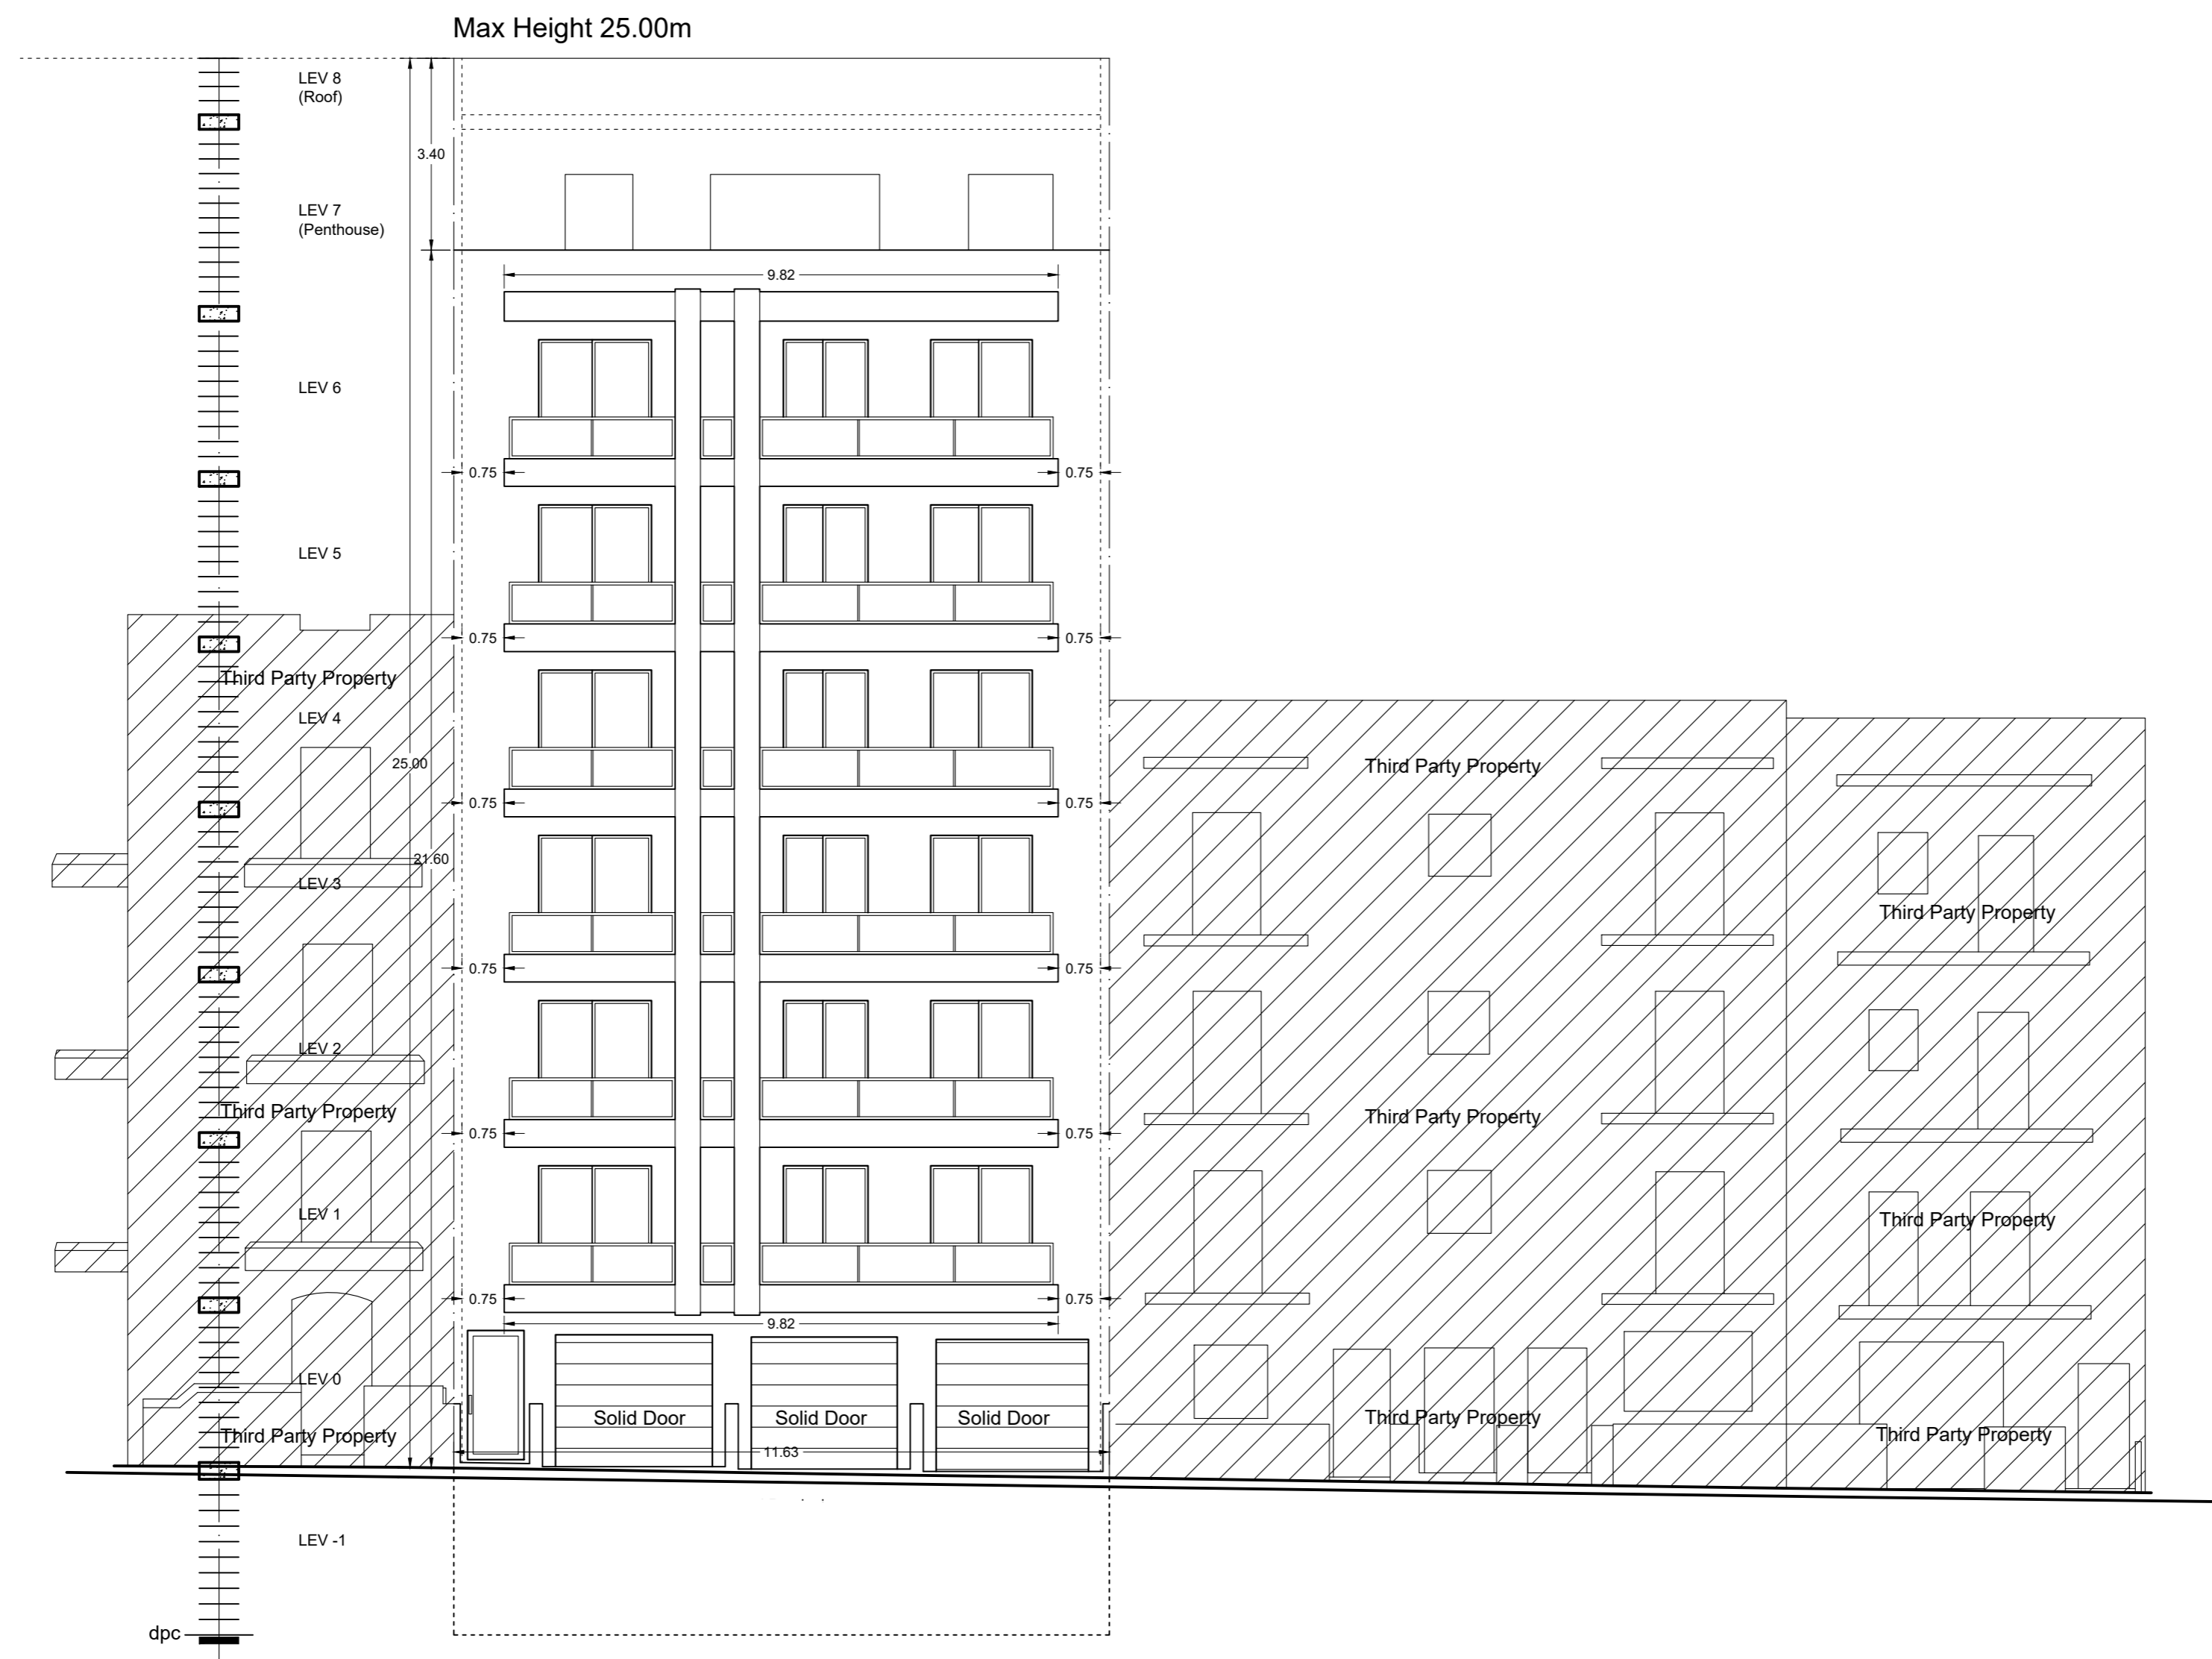 Max Height 25.00m
LEV 8
(Roof)
3.40
LEV 7
(Penthouse)
9.82
LEV 6
0.75
0.75
LEV 5
0.75
0.75
Third Party Property
LEV 4
25.00
Third Party Property
0.75
0.75
21.60
LEV 3
Third Party Property
0.75
0.75
LEV 2
Third Party Property
Third Party Property
0.75
0.75
LEV 1
Third Party Property
0.75
0.75
9.82
LEV 0
Solid Door
Solid Door
Solid Door
Third Party Property
Third Party Property
Third Party Property
11.63
LEV -1
dpc